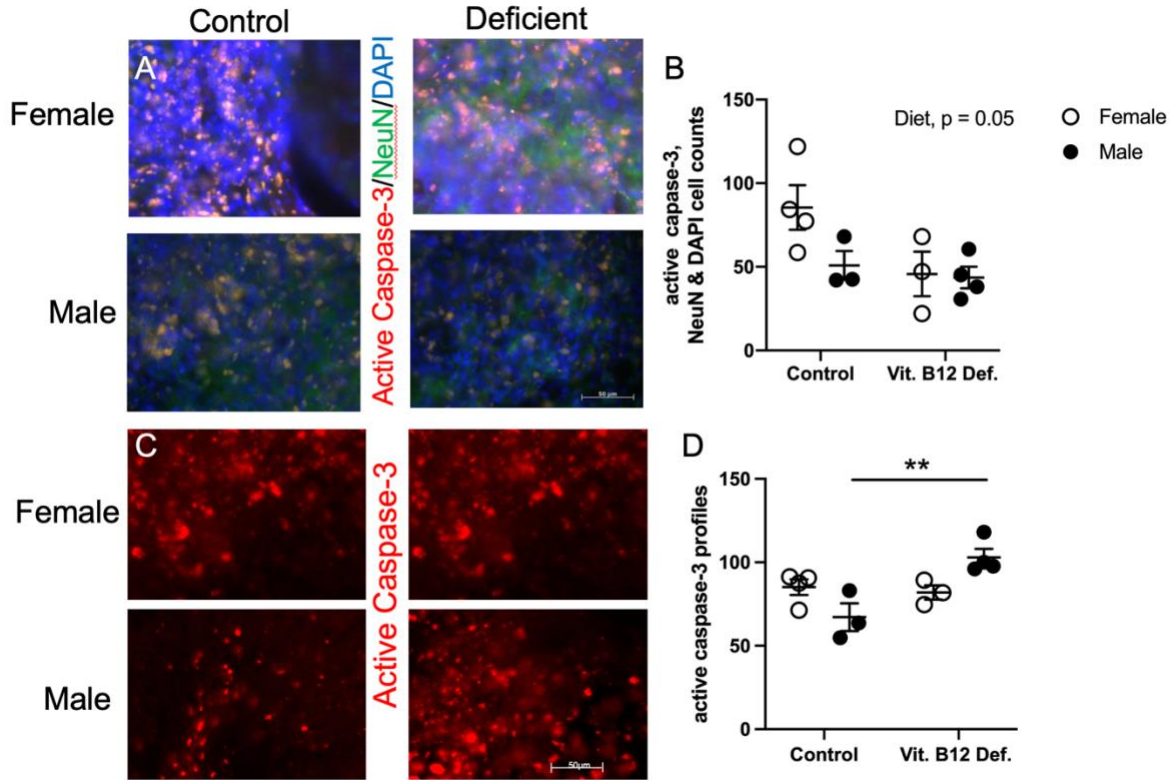 Control
Deficient
Female
Male
A
Active Caspase-3/NeuN/DAPI
50 µm
B
150
100
50
0
active capase-3,
NeuN & DAPI cell counts
Diet, p = 0.05
Control
Vit. B12 Def.
Female
Male
C
Female
Male
Active Caspase-3
50µm
D
150
100
50
0
active caspase-3 profiles
**
Control
Vit. B12 Def.